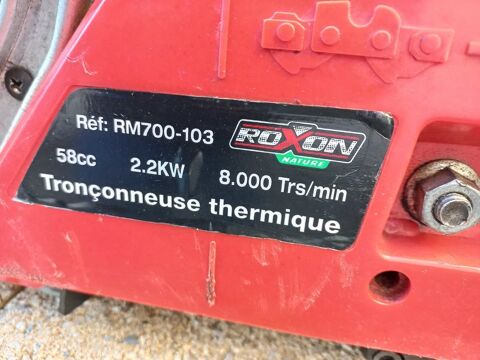 Réf: RM700-103 ROXON
NATURE
58cc 2.2KW 8.000 Trs/min
Tronçonneuse thermique